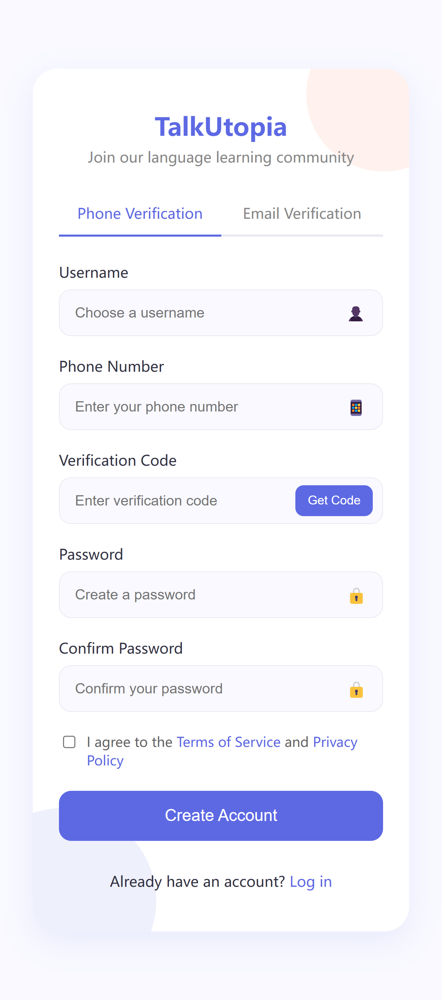 TalkUtopia
Join our language learning community
Phone Verification
Email Verification
Username
Choose a username
Phone Number
Enter your phone number
Verification Code
Enter verification code
Get Code
Password
Create a password
Confirm Password
Confirm your password
I agree to the Terms of Service and Privacy
Policy
Create Account
Already have an account? Log in